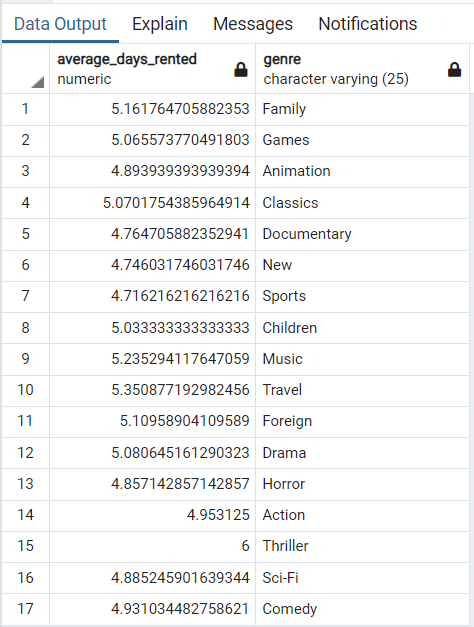 Data Output Explain Messages Notifications
average_days_rented genre
numeric character varying (25)
1 5.161764705882353 Family
2 5.065573770491803 Games
3 4.893939393939394 Animation
4 5.0701754385964914 Classics
5 4.764705882352941 Documentary
6 4.746031746031746 New
7 4.716216216216216 Sports
8 5.033333333333333 Children
9 5.235294117647059 Music
10 5.350877192982456 Travel
11 5.10958904109589 Foreign
12 5.080645161290323 Drama
13 4.857142857142857 Horror
14 4.953125 Action
15 6 Thriller
16 4.885245901639344 Sci-Fi
17 4.931034482758621 Comedy